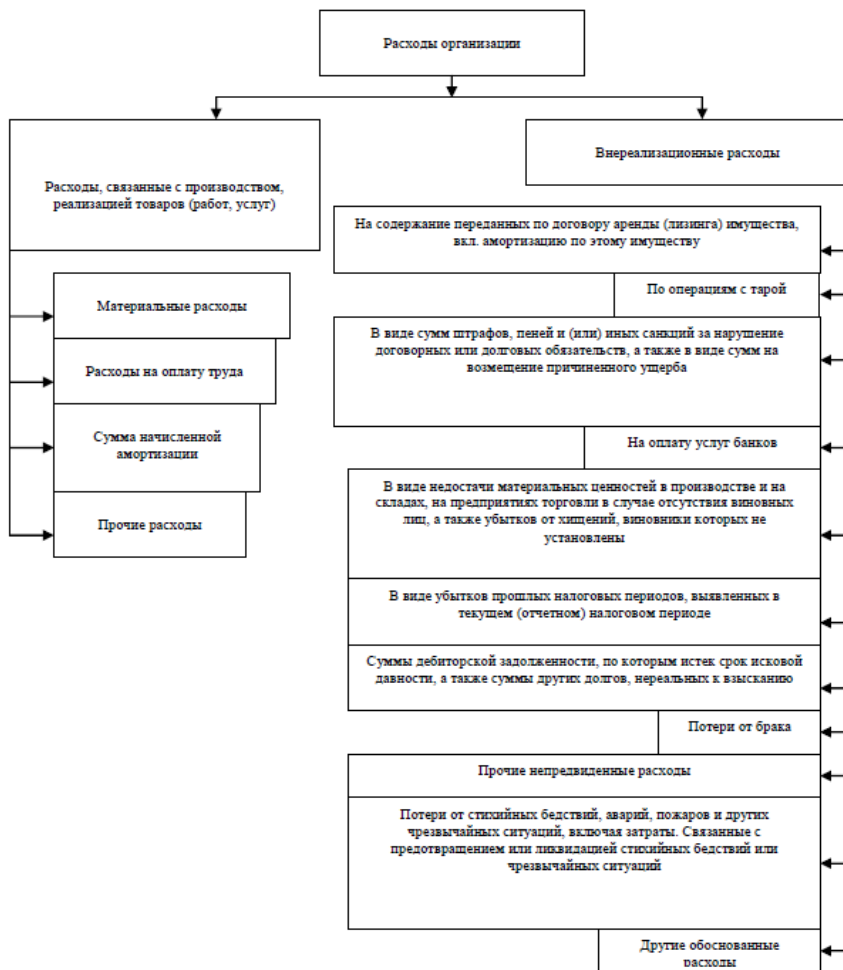 Расходы организации
Расходы, связанные с производством,
реализацией товаров (работ, услуг)
Материальные расходы
Расходы на оплату труда
Сумма начисленной
амортизации
Прочие расходы
Внереализационные расходы
На содержание переданных по договору аренды (лизинга) имущества,
вкл. амортизацию по этому имуществу
По операциям с тарой
В виде сумм штрафов, пеней и (или) иных санкций за нарушение
договорных или долговых обязательств, а также в виде сумм на
возмещение причиненного ущерба
На оплату услуг банков
В виде недостачи материальных ценностей в производстве и на
складах, на предприятиях торговли в случае отсутствия виновных
лиц, а также убытков от хищений, виновники которых не
установлены
В виде убытков прошлых налоговых периодов, выявленных в
текущем (отчетном) налоговом периоде
Суммы дебиторской задолженности, по которым истек срок исковой
давности, а также суммы других долгов, нереальных к взысканию
Потери от брака
Прочие непредвиденные расходы
Потери от стихийных бедствий, аварий, пожаров и других
чрезвычайных ситуаций, включая затраты. Связанные с
предотвращением или ликвидацией стихийных бедствий или
чрезвычайных ситуаций
Другие обоснованные
расходы